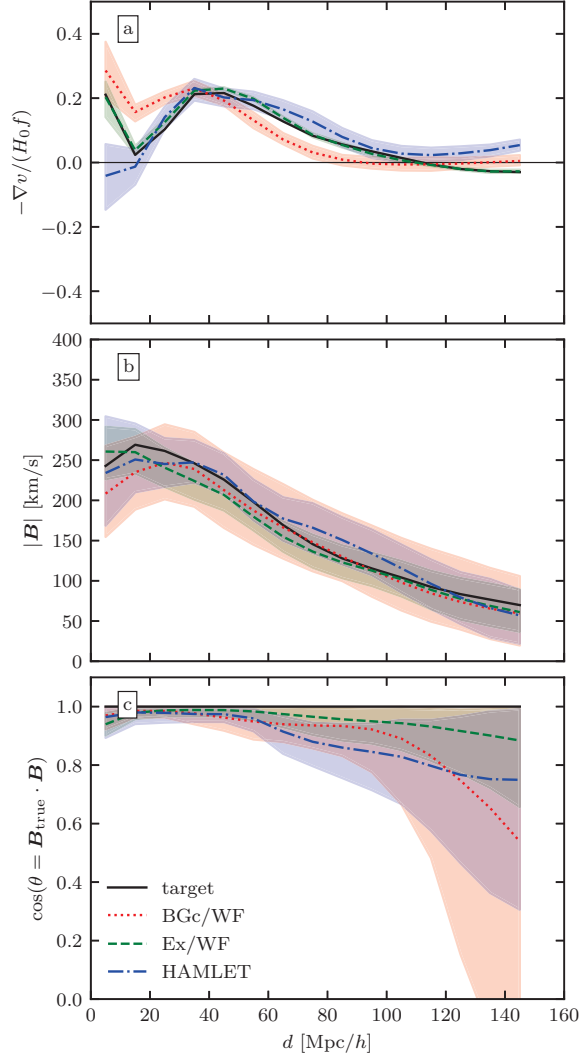 a
0.4
0.2
0.0
−0.2
−0.4
−∇v/(H₀f)
b
400
350
300
250
200
150
100
50
0
|B| [km/s]
c
1.0
0.8
0.6
0.4
0.2
0.0
cos(θ = B_true · B)
target
BGc/WF
Ex/WF
HAMLET
0 20 40 60 80 100 120 140 160
d [Mpc/h]